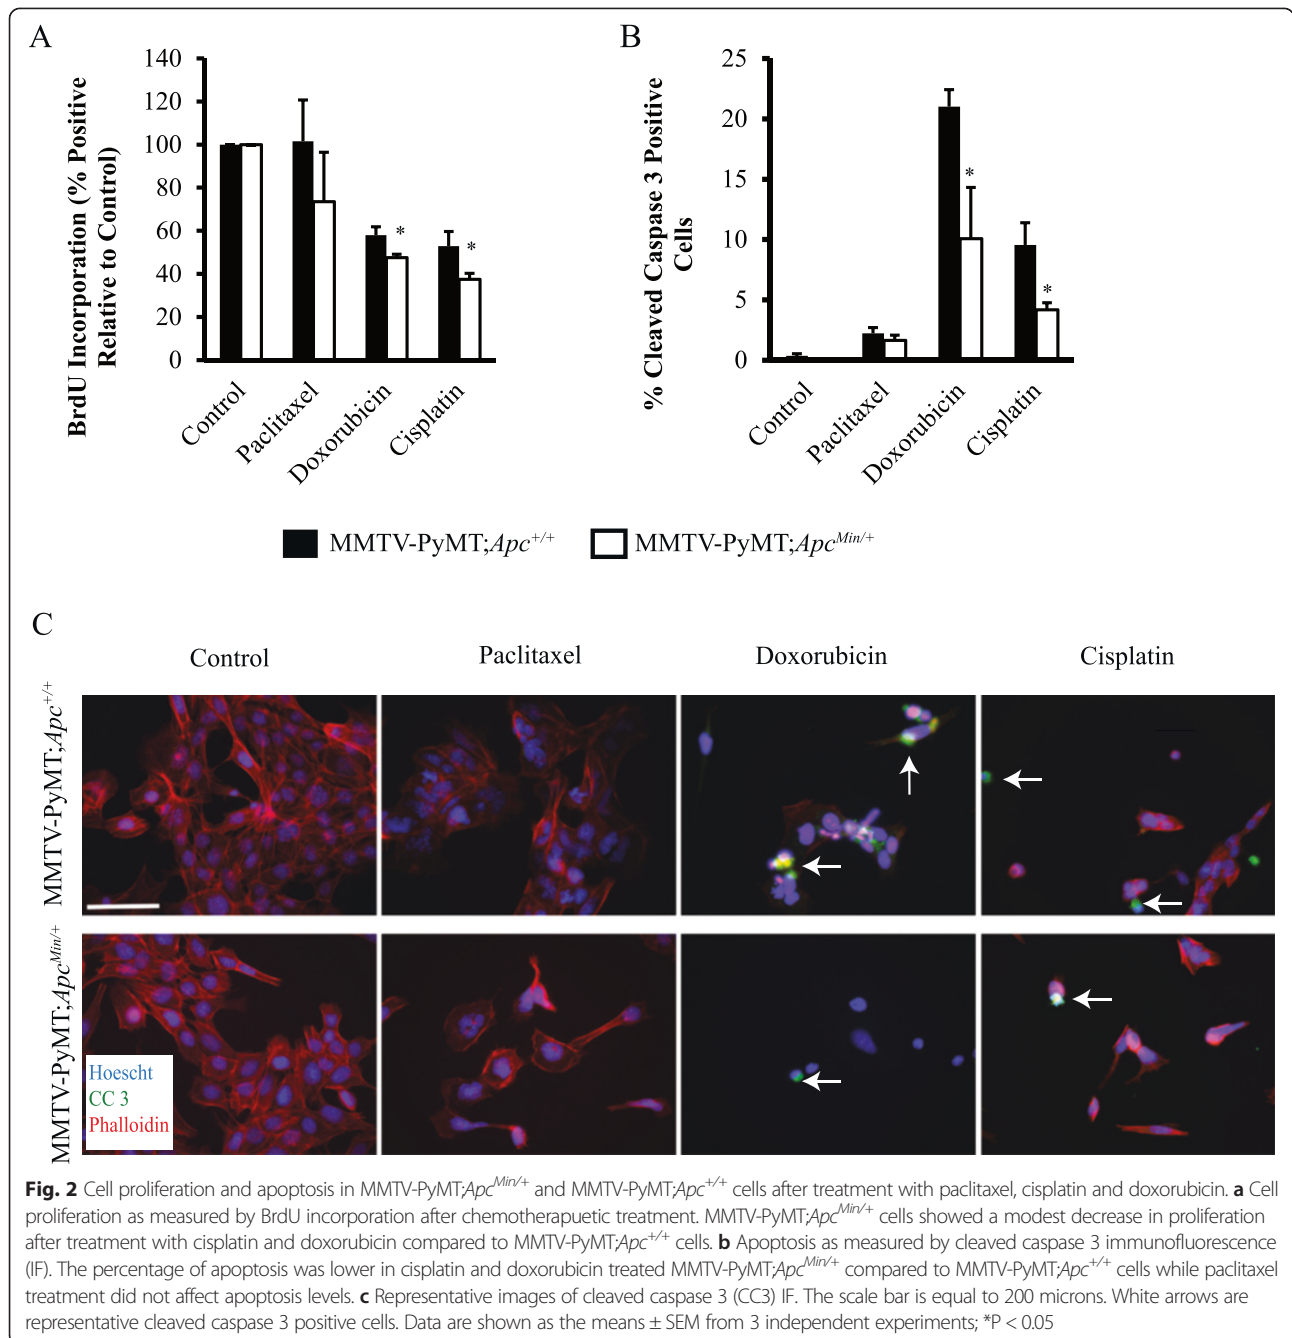 A
B
140
120
100
80
60
40
20
0
BrdU Incorporation (% Positive
Relative to Control)
*
*
Control
Paclitaxel
Doxorubicin
Cisplatin
25
20
15
10
5
0
% Cleaved Caspase 3 Positive
Cells
*
*
Control
Paclitaxel
Doxorubicin
Cisplatin
MMTV-PyMT;Apc+/+
MMTV-PyMT;ApcMin/+
C
Control
Paclitaxel
Doxorubicin
Cisplatin
MMTV-PyMT;Apc+/+
MMTV-PyMT;ApcMin/+
Hoescht
CC 3
Phalloidin
Fig. 2 Cell proliferation and apoptosis in MMTV-PyMT;ApcMin/+ and MMTV-PyMT;Apc+/+ cells after treatment with paclitaxel, cisplatin and doxorubicin. a Cell
proliferation as measured by BrdU incorporation after chemotherapuetic treatment. MMTV-PyMT;ApcMin/+ cells showed a modest decrease in proliferation
after treatment with cisplatin and doxorubicin compared to MMTV-PyMT;Apc+/+ cells. b Apoptosis as measured by cleaved caspase 3 immunofluorescence
(IF). The percentage of apoptosis was lower in cisplatin and doxorubicin treated MMTV-PyMT;ApcMin/+ compared to MMTV-PyMT;Apc+/+ cells while paclitaxel
treatment did not affect apoptosis levels. c Representative images of cleaved caspase 3 (CC3) IF. The scale bar is equal to 200 microns. White arrows are
representative cleaved caspase 3 positive cells. Data are shown as the means ± SEM from 3 independent experiments; *P < 0.05